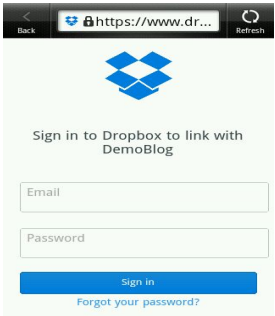 Back
https://www.dr...
Refresh
Sign in to Dropbox to link with
DemoBlog
Email
Password
Sign in
Forgot your password?